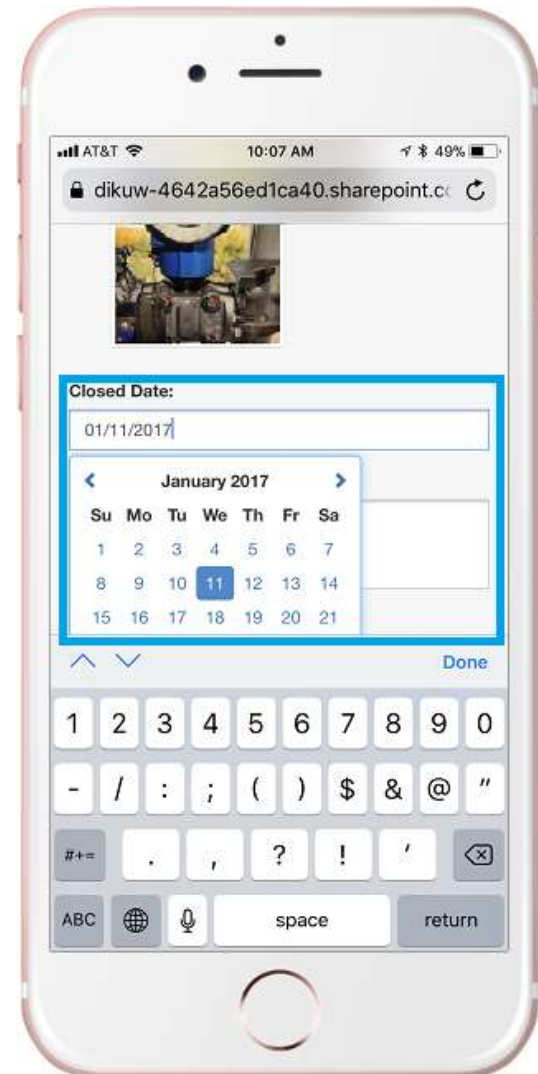 AT&T 10:07 AM 49%
dikuw-4642a56ed1ca40.sharepoint.c
Closed Date:
01/11/2017
January 2017
Su Mo Tu We Th Fr Sa
1 2 3 4 5 6 7
8 9 10 11 12 13 14
15 16 17 18 19 20 21
Done
1 2 3 4 5 6 7 8 9 0
- / : ; ( ) $ & @ "
#+= . , ? ! '
ABC space return